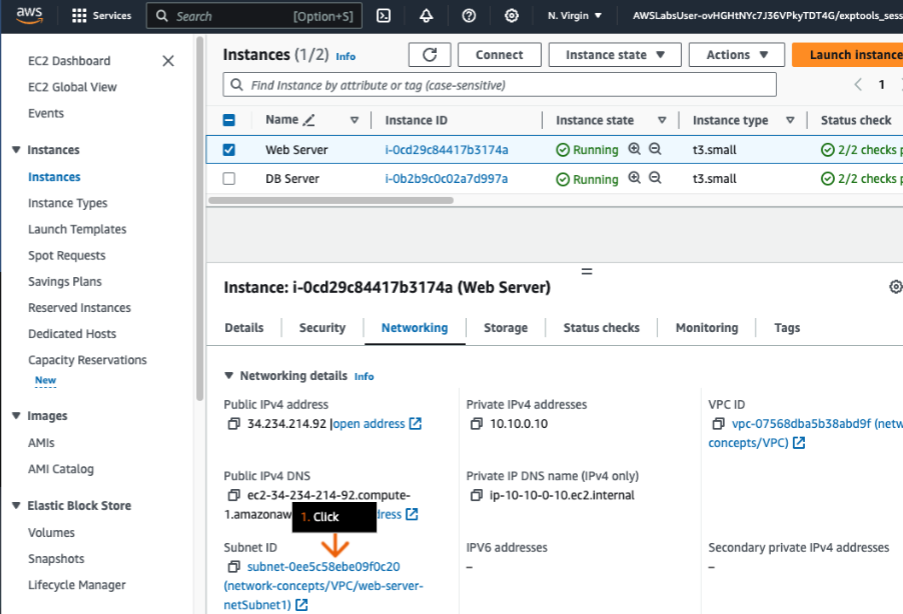 aws
Services
Search [Option+S]
N. Virgin ▼
AWSLabsUser-ovHGHtNYc7J36VPkyTDT4G/exptools_sess
EC2 Dashboard
EC2 Global View
Events
Instances
Instances
Instance Types
Launch Templates
Spot Requests
Savings Plans
Reserved Instances
Dedicated Hosts
Capacity Reservations
New
Images
AMIs
AMI Catalog
Elastic Block Store
Volumes
Snapshots
Lifecycle Manager
Instances (1/2) Info
Connect
Instance state ▼
Actions ▼
Launch instance
Find Instance by attribute or tag (case-sensitive)
1
Name Instance ID Instance state Instance type Status check
Web Server i-0cd29c84417b3174a Running t3.small 2/2 checks p
DB Server i-0b2b9c0c02a7d997a Running t3.small 2/2 checks p
Instance: i-0cd29c84417b3174a (Web Server)
Details Security Networking Storage Status checks Monitoring Tags
Networking details Info
Public IPv4 address
34.234.214.92 |open address
Public IPv4 DNS
ec2-34-234-214-92.compute-
1.amazonaw dress
1. Click
Subnet ID
subnet-0ee5c58ebe09f0c20
(network-concepts/VPC/web-server-
netSubnet1)
Private IPv4 addresses
10.10.0.10
Private IP DNS name (IPv4 only)
ip-10-10-0-10.ec2.internal
IPV6 addresses
–
VPC ID
vpc-07568dba5b38abd9f (netw
concepts/VPC)
Secondary private IPv4 addresses
–